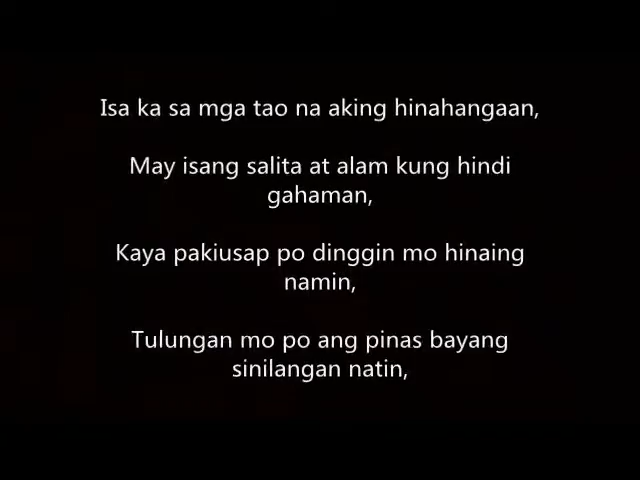 Isa ka sa mga tao na aking hinahangaan,
May isang salita at alam kung hindi
gahaman,
Kaya pakiusap po dinggin mo hinaing
namin,
Tulungan mo po ang pinas bayang
sinilangan natin,